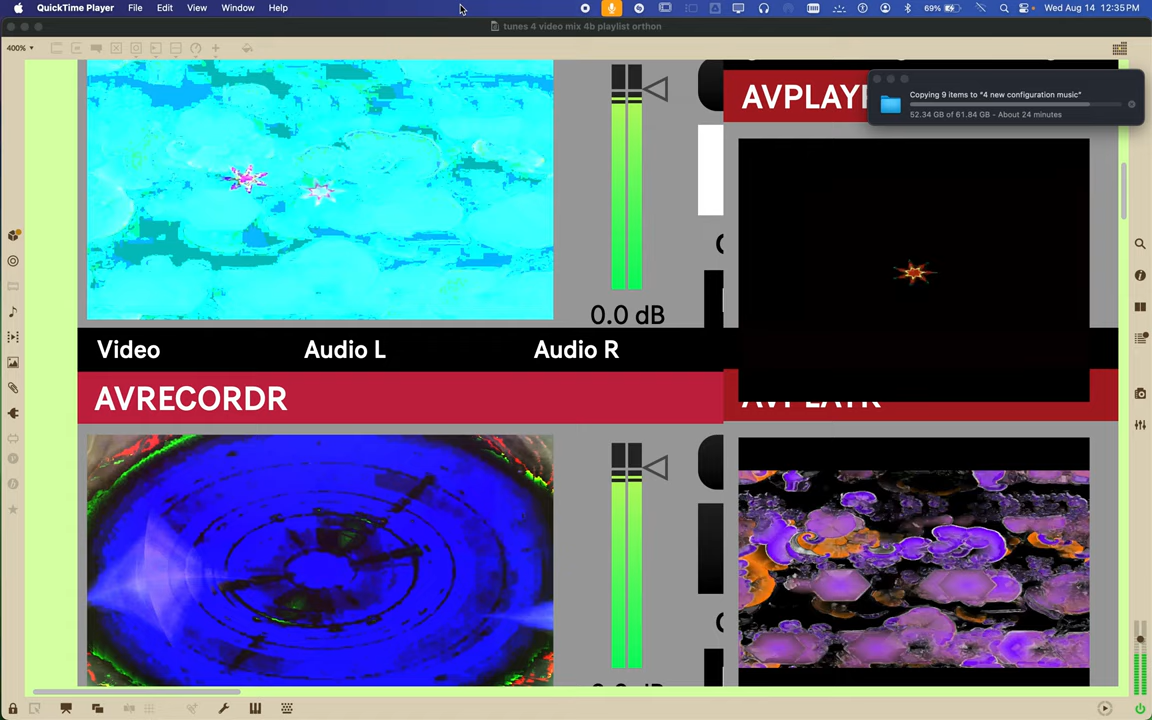 QuickTime Player File Edit View Window Help 69% Wed Aug 14 12:35 PM
tunes 4 video mix 4b playlist orthon
400%
AVPLAY
Copying 9 items to "4 new configuration music"
52.34 GB of 61.84 GB - About 24 minutes
0.0 dB
Video Audio L Audio R
AVRECORDR